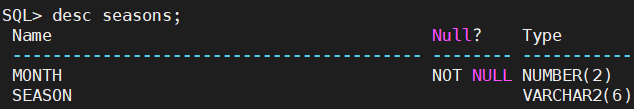 SQL> desc seasons;
Name Null? Type
----------------------------------------- -------- -----------
MONTH NOT NULL NUMBER(2)
SEASON VARCHAR2(6)